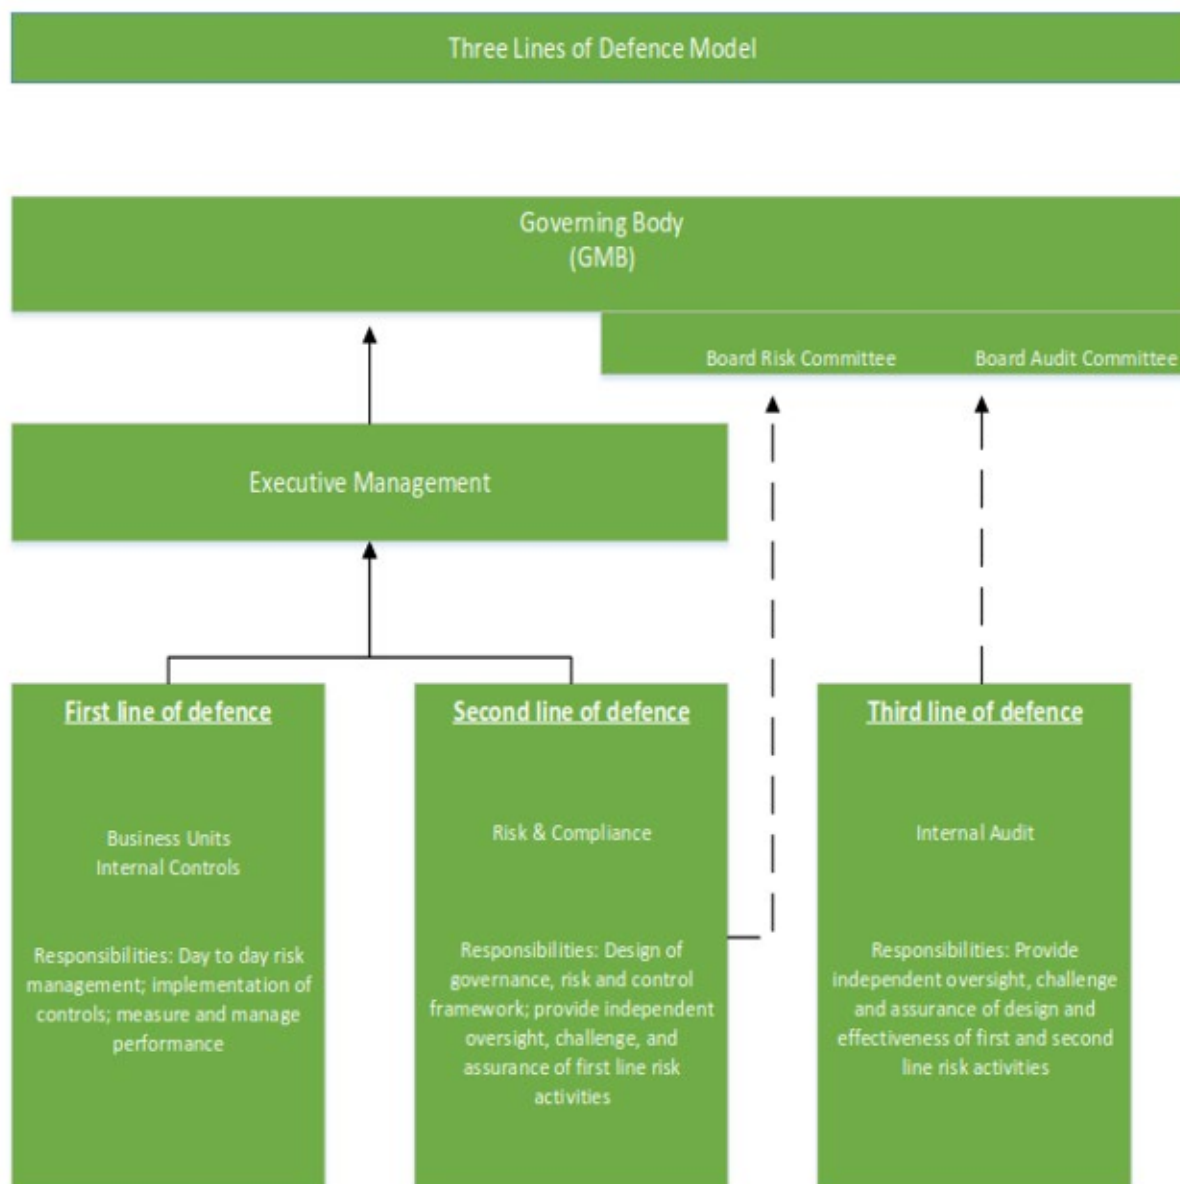 Three Lines of Defence Model
Governing Body
(GMB)
Board Risk Committee
Board Audit Committee
Executive Management
First line of defence
Business Units
Internal Controls
Responsibilities: Day to day risk
management; implementation of
controls; measure and manage
performance
Second line of defence
Risk & Compliance
Responsibilities: Design of
governance, risk and control
framework; provide independent
oversight, challenge, and
assurance of first line risk
activities
Third line of defence
Internal Audit
Responsibilities: Provide
independent oversight, challenge
and assurance of design and
effectiveness of first and second
line risk activities